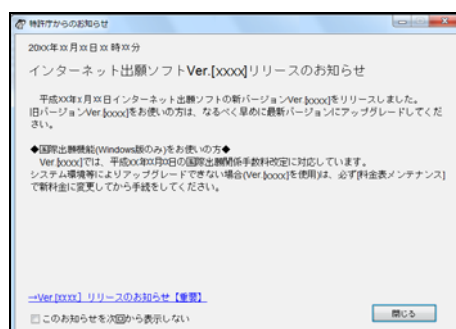 特許庁からのお知らせ
20xx年xx月xx日xx時xx分
インターネット出願ソフトVer.[xxxx]リリースのお知らせ
平成xx年x月xx日インターネット出願ソフトの新バージョンVer.[xxxx]をリリースしました。
旧バージョンVer.[xxxx]をお使いの方は、なるべく早めに最新バージョンにアップグレードしてくだ
さい。
◆国際出願機能(Windows版のみ)をお使いの方◆
Ver.[xxxx]では、平成xx年xx月xx日の国際出願関係手数料改定に対応しています。
システム環境等によりアップグレードできない場合(Ver.[xxxx]を使用)は、必ず[料金表メンテナンス]
で新料金に変更してから手続をしてください。
→Ver.[xxxx] リリースのお知らせ【重要】
このお知らせを次回から表示しない
閉じる